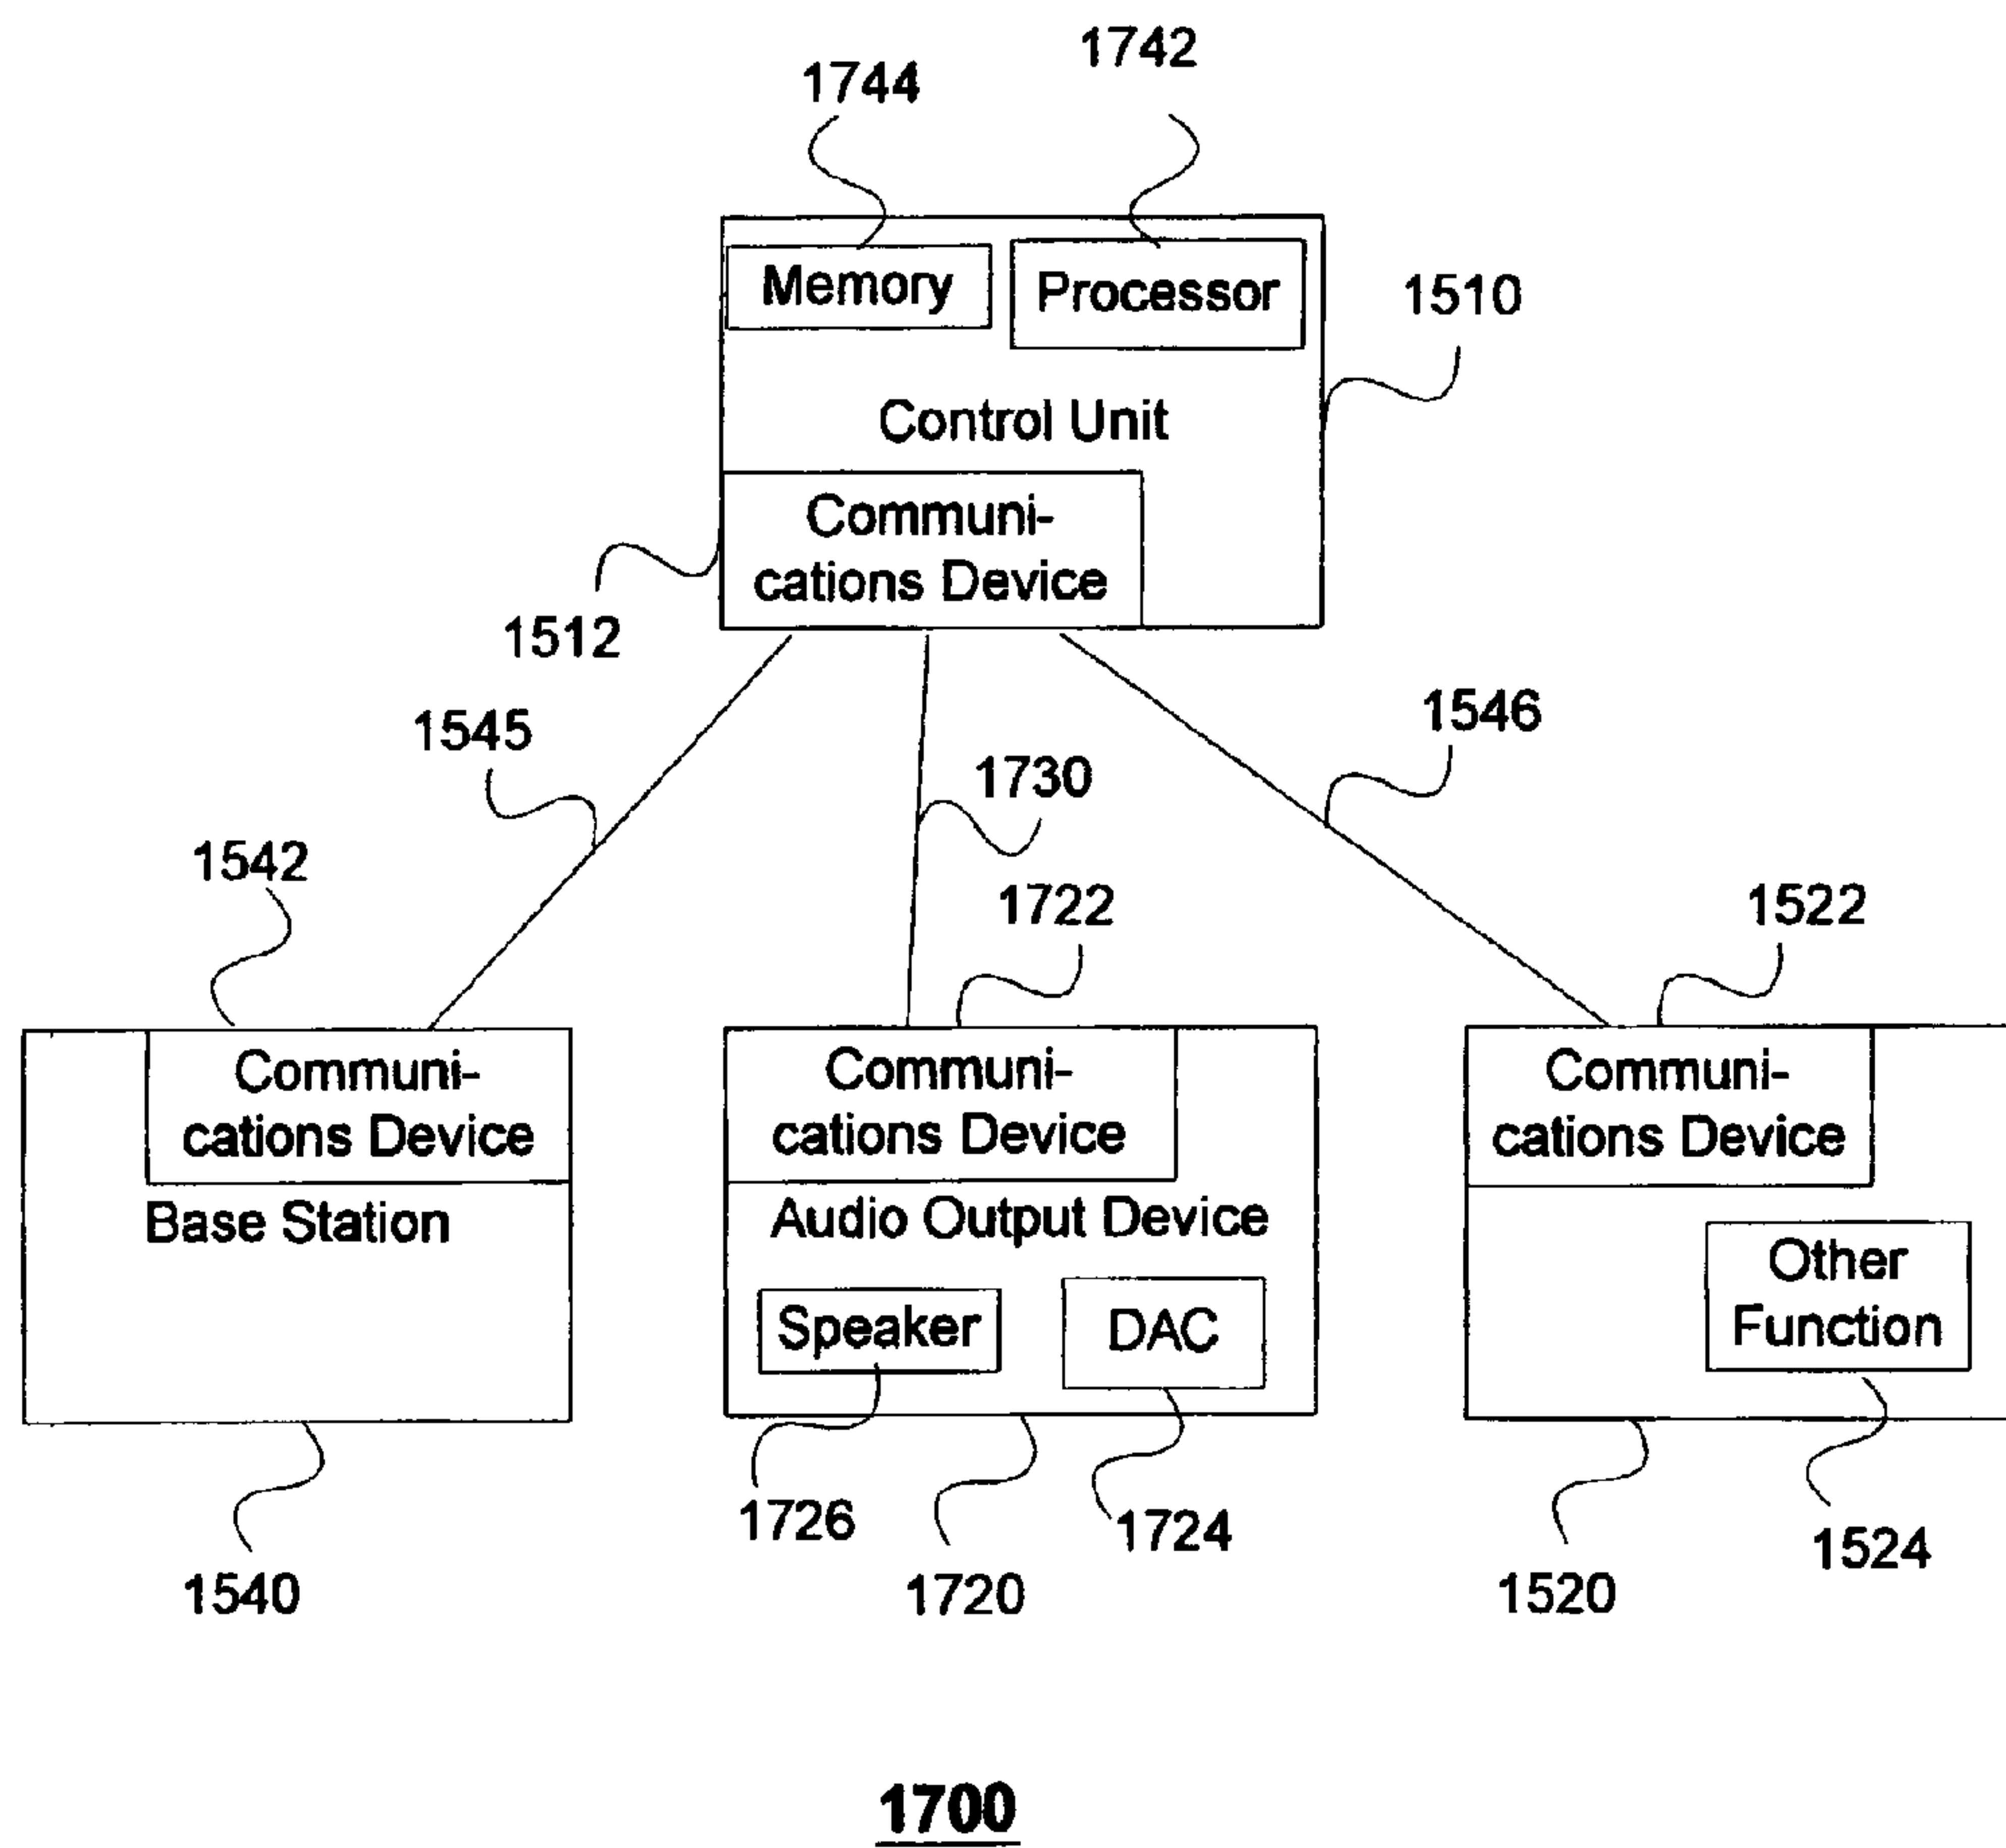 1742
1744
Memory
Processor
1510
Control Unit
Communi-
cations Device
1512
1545
1546
1730
1542
1722
1522
Communi-
cations Device
Base Station
Communi-
cations Device
Audio Output Device
Speaker
DAC
Communi-
cations Device
Other
Function
1726
1724
1524
1540
1720
1520
1700